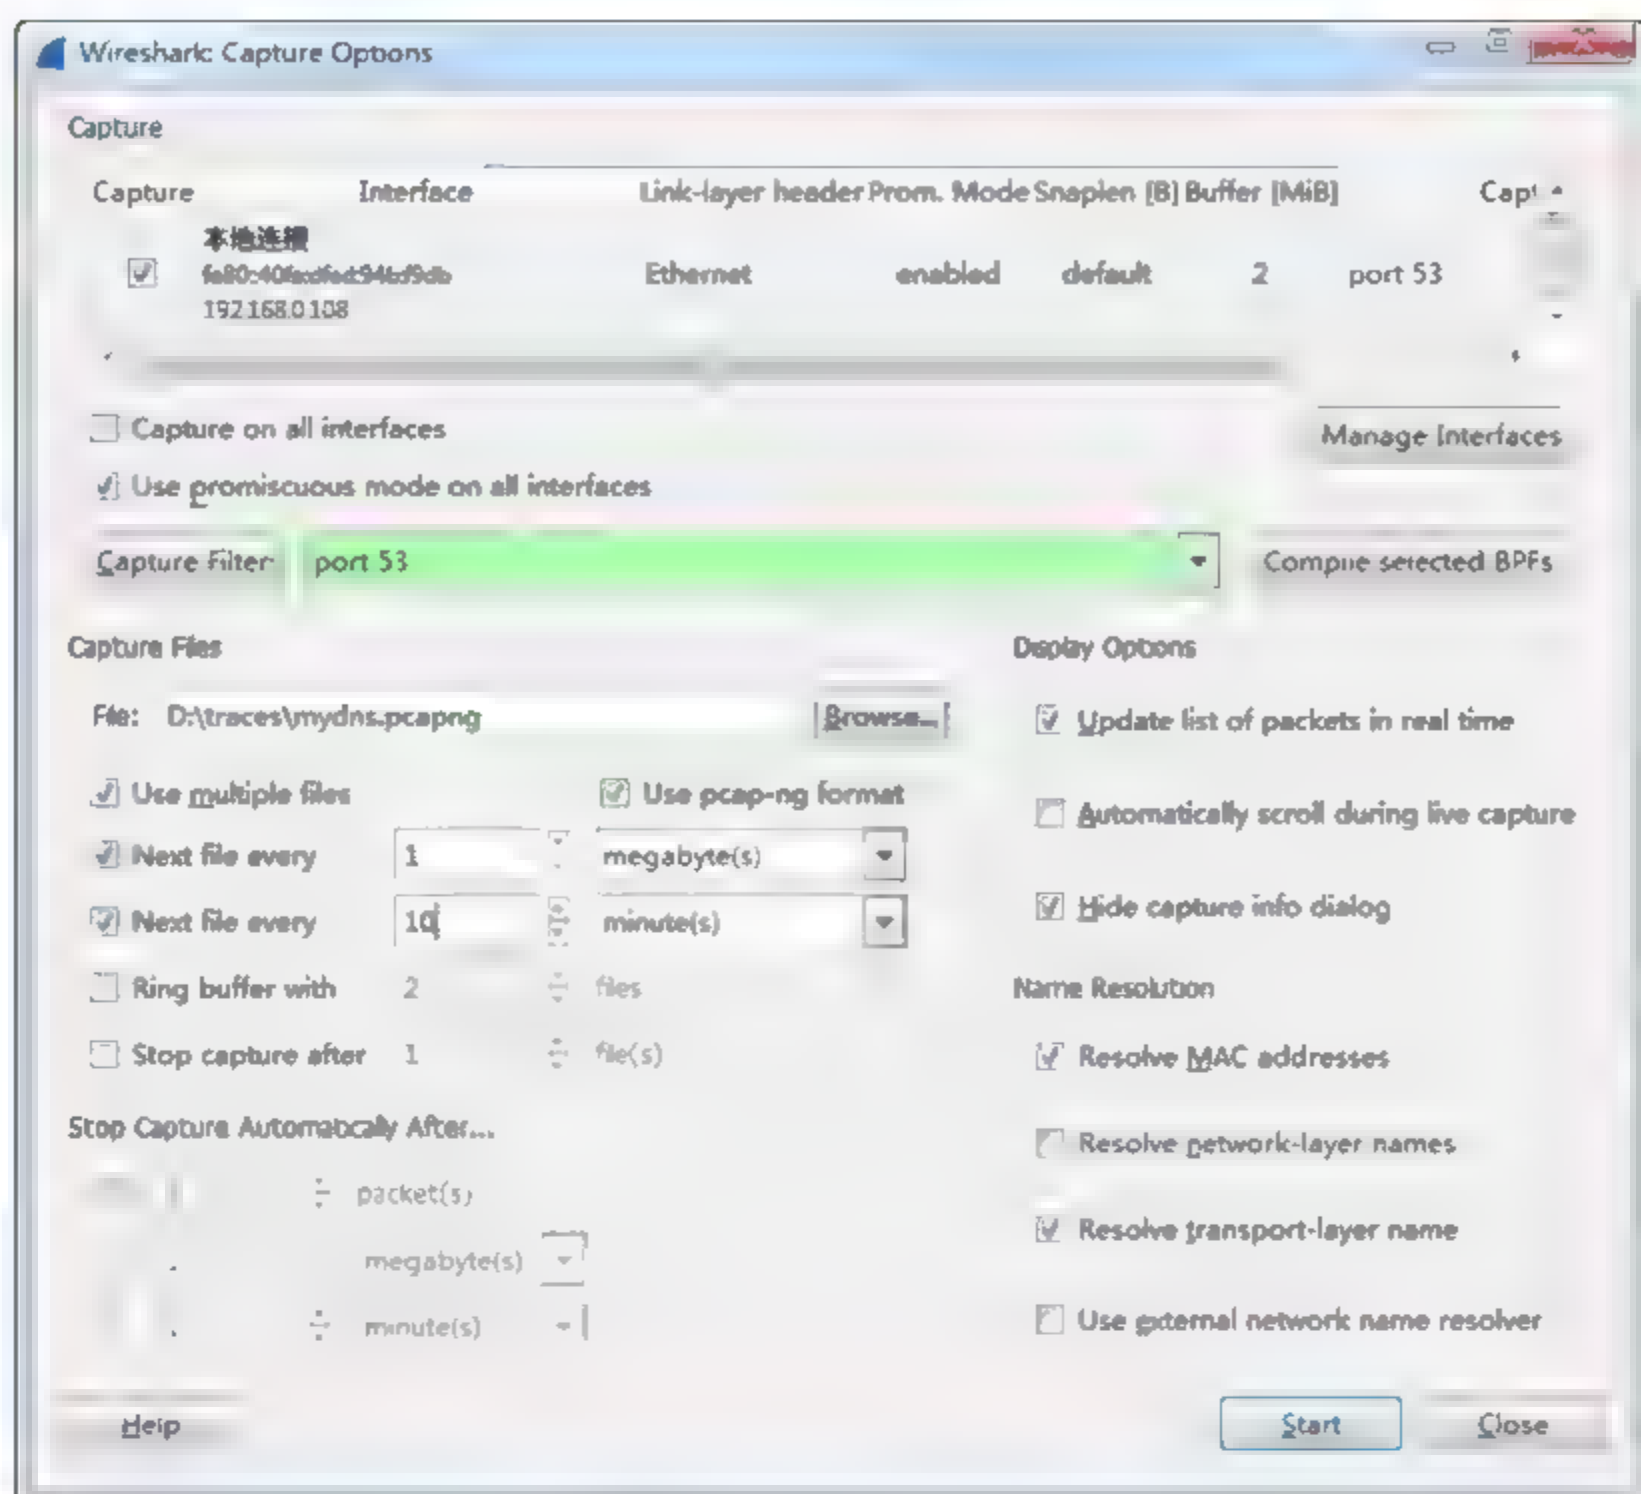 Wireshark: Capture Options
Capture
Capture Interface Link-layer header Prom. Mode Snaplen [B] Buffer [MiB] Capt
本地连接
192.168.0.108
Ethernet enabled default 2 port 53
Capture on all interfaces
Manage Interfaces
Use promiscuous mode on all interfaces
Capture Filter: port 53 Compile selected BPFs
Capture Files
File: D:\traces\mydns.pcapng Browse...
Use multiple files Use pcap-ng format
Next file every 1 megabyte(s)
Next file every 10 minute(s)
Ring buffer with 2 files
Stop capture after 1 file(s)
Stop Capture Automatically After...
packet(s)
megabyte(s)
minute(s)
Display Options
Update list of packets in real time
Automatically scroll during live capture
Hide capture info dialog
Name Resolution
Resolve MAC addresses
Resolve network-layer names
Resolve transport-layer name
Use external network name resolver
Help Start Close